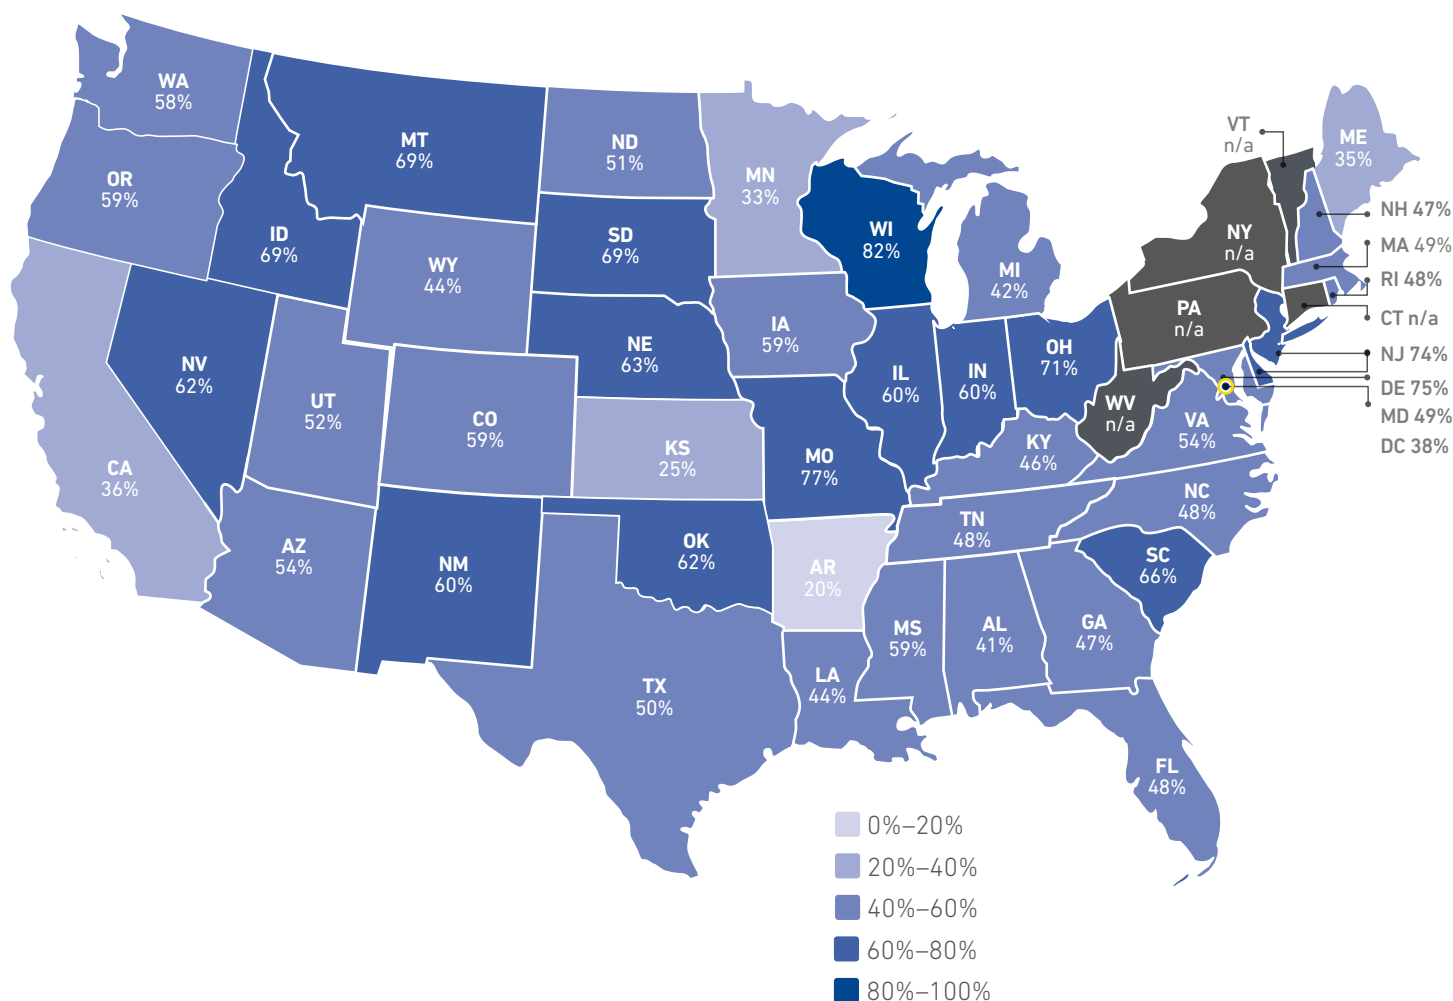 WA
58%
OR
59%
CA
36%
ID
69%
NV
62%
MT
69%
WY
44%
UT
52%
AZ
54%
CO
59%
NM
60%
ND
51%
SD
69%
NE
63%
KS
25%
OK
62%
TX
50%
MN
33%
IA
59%
MO
77%
AR
20%
LA
44%
WI
82%
IL
60%
MI
42%
IN
60%
OH
71%
KY
46%
TN
48%
MS
59%
AL
41%
GA
47%
FL
48%
SC
66%
NC
48%
VA
54%
WV
n/a
PA
n/a
NY
n/a
VT
n/a
ME
35%
NH 47%
MA 49%
RI 48%
CT n/a
NJ 74%
DE 75%
MD 49%
DC 38%
0%–20%
20%–40%
40%–60%
60%–80%
80%–100%